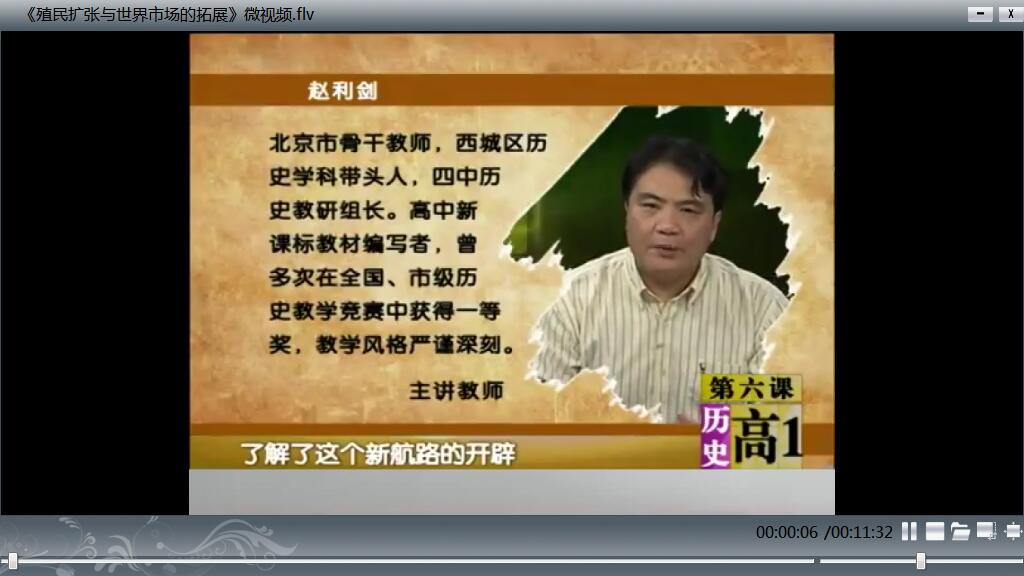 《殖民扩张与世界市场的拓展》微视频.flv
赵利剑
北京市骨干教师，西城区历
史学科带头人，四中历
史教研组长。高中新
课标教材编写者，曾
多次在全国、市级历
史教学竞赛中获得一等
奖，教学风格严谨深刻。
主讲教师
第六课
历史
高1
了解了这个新航路的开辟
00:00:06 /00:11:32